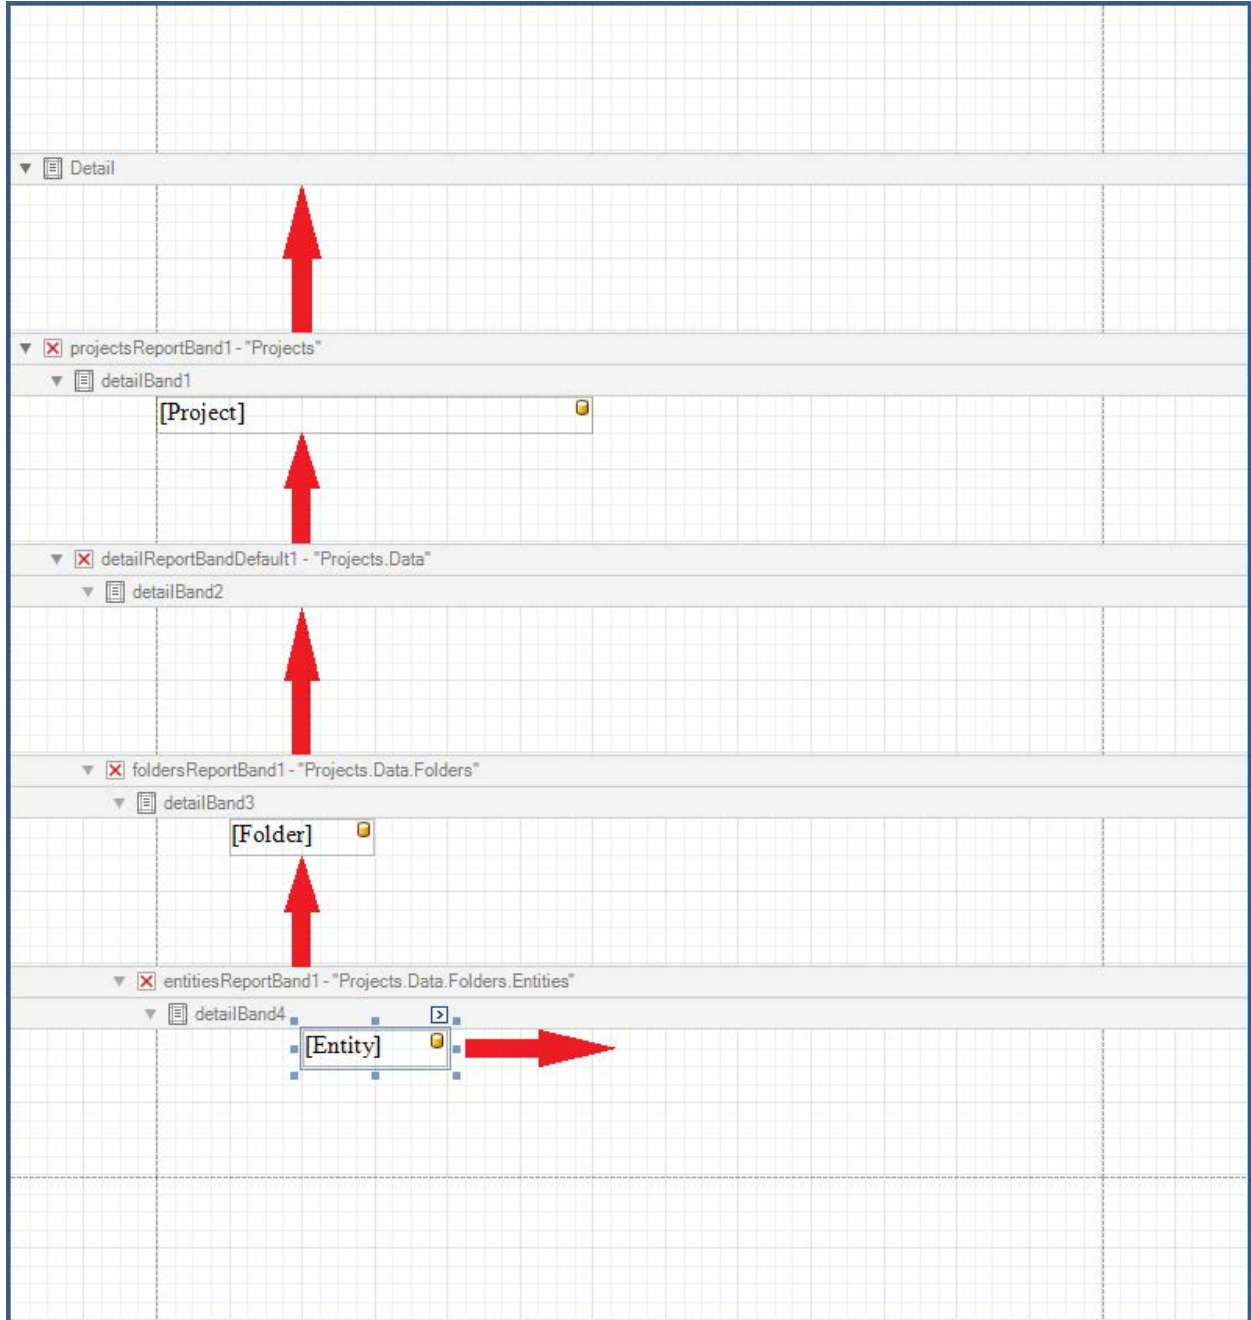 Detail
projectsReportBand1 - "Projects"
detailBand1
[Project]
detailReportBandDefault1 - "Projects.Data"
detailBand2
foldersReportBand1 - "Projects.Data.Folders"
detailBand3
[Folder]
entitiesReportBand1 - "Projects.Data.Folders.Entities"
detailBand4
[Entity]